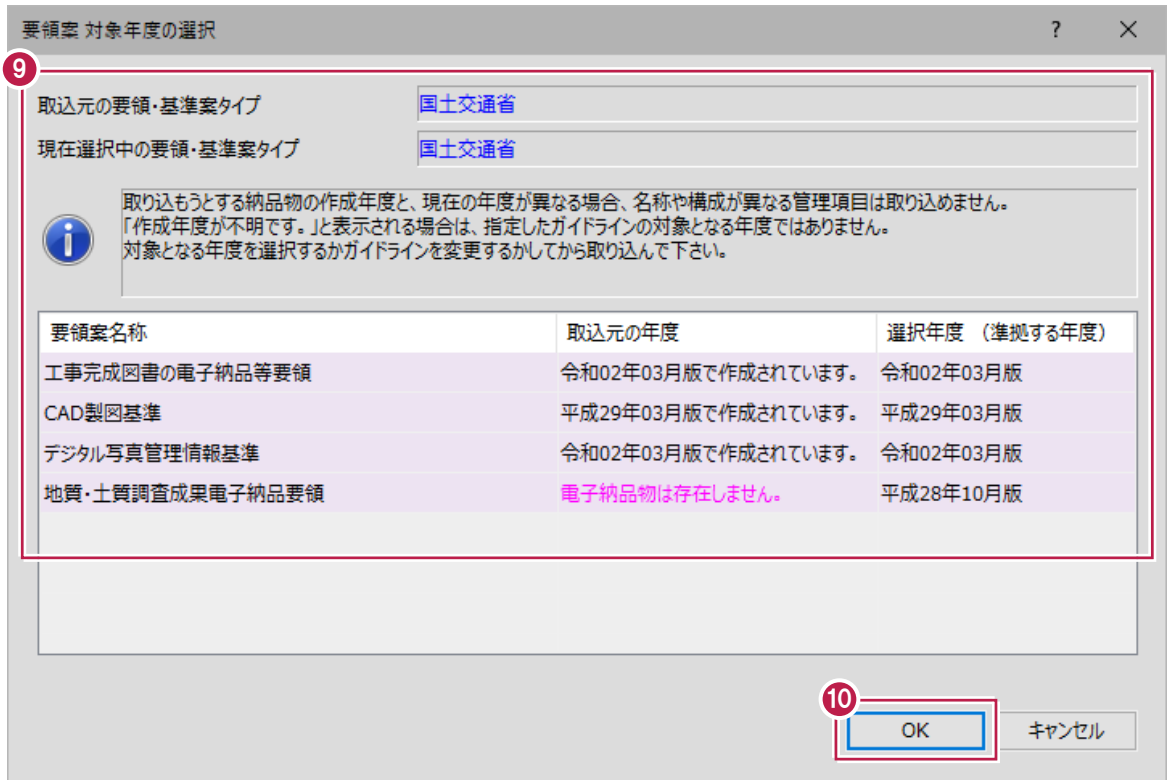 要領案 対象年度の選択
? ×
9
取込元の要領・基準案タイプ 国土交通省
現在選択中の要領・基準案タイプ 国土交通省
取り込もうとする納品物の作成年度と、現在の年度が異なる場合、名称や構成が異なる管理項目は取り込めません。
「作成年度が不明です。」と表示される場合は、指定したガイドラインの対象となる年度ではありません。
対象となる年度を選択するかガイドラインを変更するかしてから取り込んで下さい。
要領案名称 取込元の年度 選択年度 (準拠する年度)
工事完成図書の電子納品等要領 令和02年03月版で作成されています。 令和02年03月版
CAD製図基準 平成29年03月版で作成されています。 平成29年03月版
デジタル写真管理情報基準 令和02年03月版で作成されています。 令和02年03月版
地質・土質調査成果電子納品要領 電子納品物は存在しません。 平成28年10月版
10
OK キャンセル